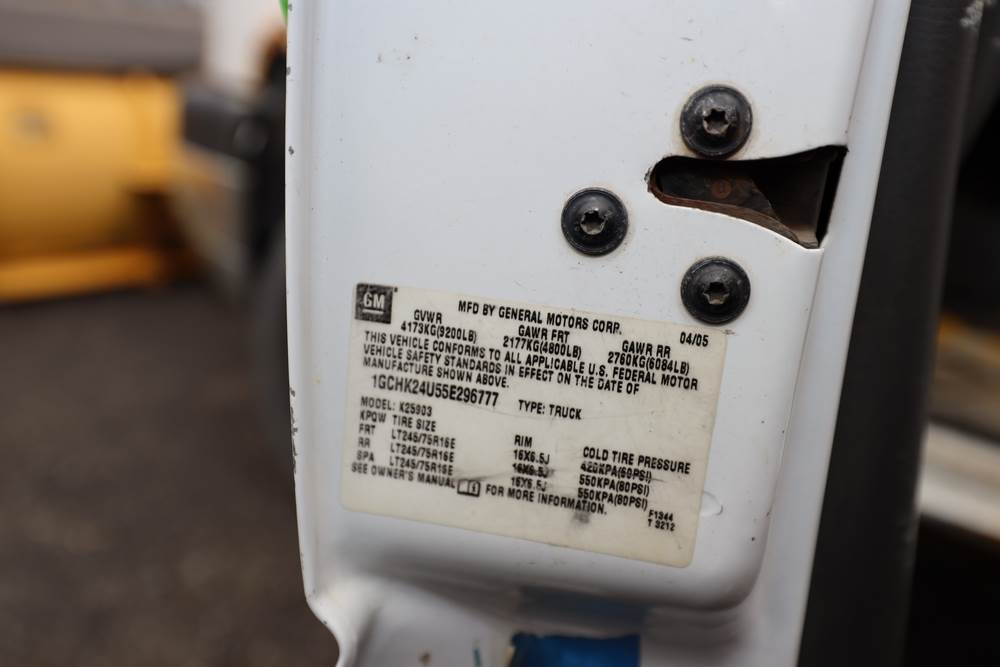 GM
MFD BY GENERAL MOTORS CORP. 04/05
GVWR GAWR FRT GAWR RR
4173KG(9200LB) 2177KG(4800LB) 2760KG(6084LB)
THIS VEHICLE CONFORMS TO ALL APPLICABLE U.S. FEDERAL MOTOR
VEHICLE SAFETY STANDARDS IN EFFECT ON THE DATE OF
MANUFACTURE SHOWN ABOVE.
1GCHK24U55E296777 TYPE: TRUCK
MODEL: K25903
KPQW TIRE SIZE RIM COLD TIRE PRESSURE
FRT LT245/75R16E 16X6.5J 420KPA(60PSI)
RR LT245/75R16E 16X6.5J 550KPA(80PSI)
SPA LT245/75R16E 16X6.5J 550KPA(80PSI)
SEE OWNER'S MANUAL FOR MORE INFORMATION.
F1344
T 3212